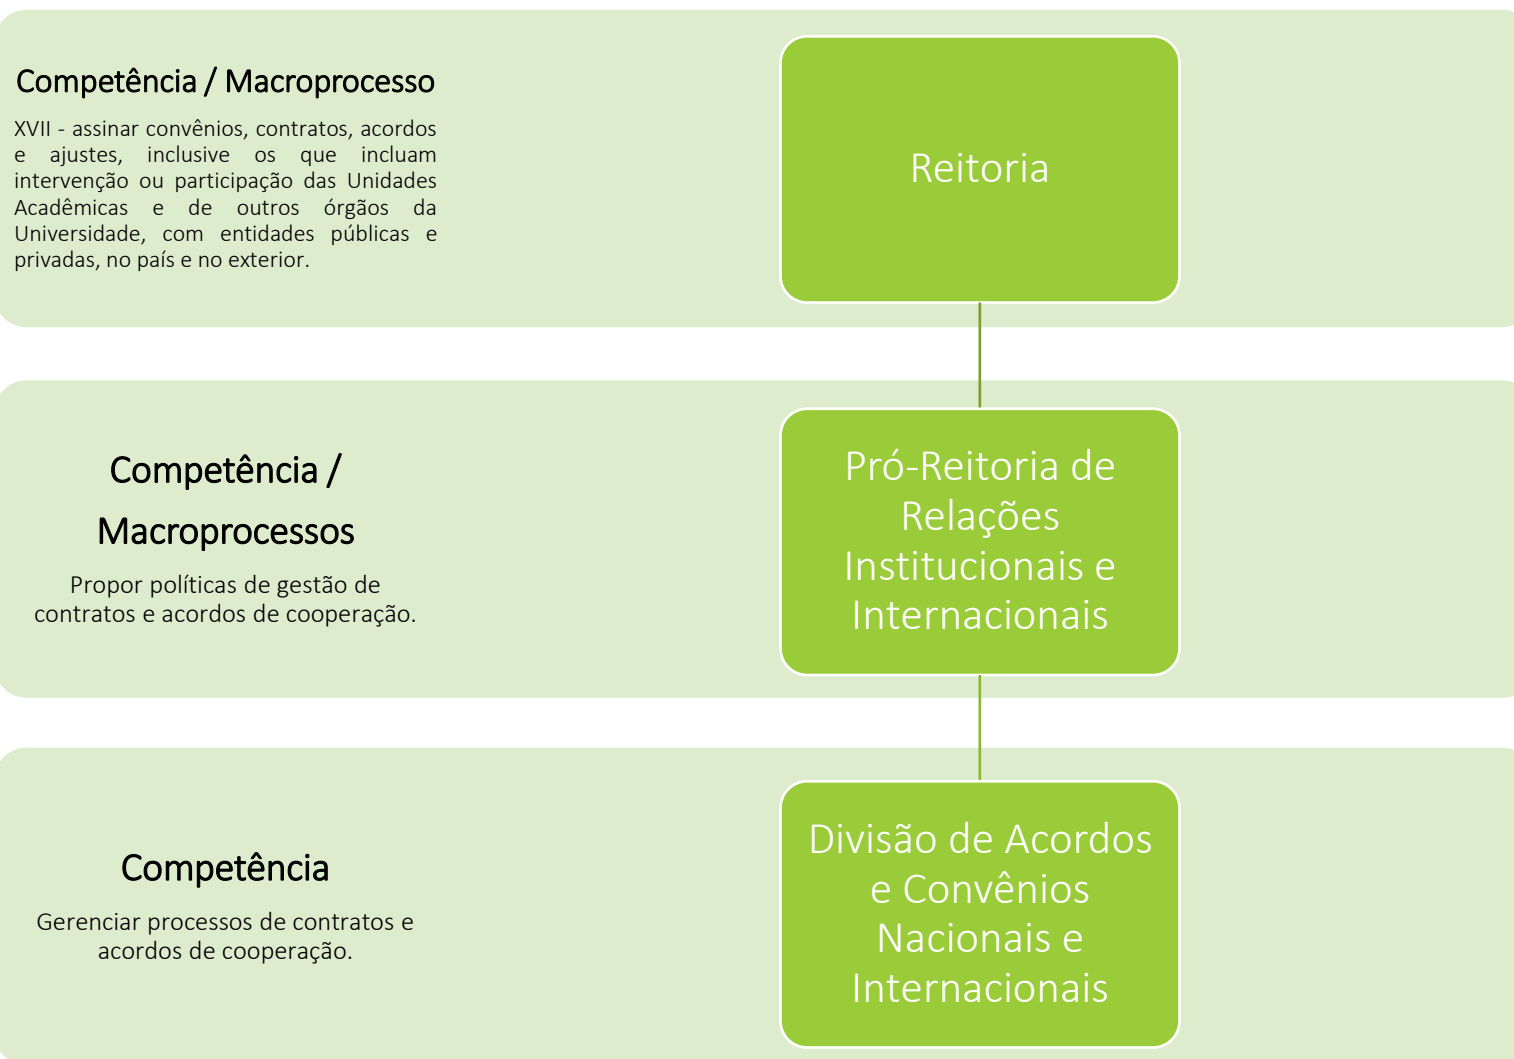 Competência / Macroprocesso
XVII - assinar convênios, contratos, acordos
e ajustes, inclusive os que incluam
intervenção ou participação das Unidades
Acadêmicas e de outros órgãos da
Universidade, com entidades públicas e
privadas, no país e no exterior.
Reitoria
Competência /
Macroprocessos
Propor políticas de gestão de
contratos e acordos de cooperação.
Pró-Reitoria de
Relações
Institucionais e
Internacionais
Competência
Gerenciar processos de contratos e
acordos de cooperação.
Divisão de Acordos
e Convênios
Nacionais e
Internacionais